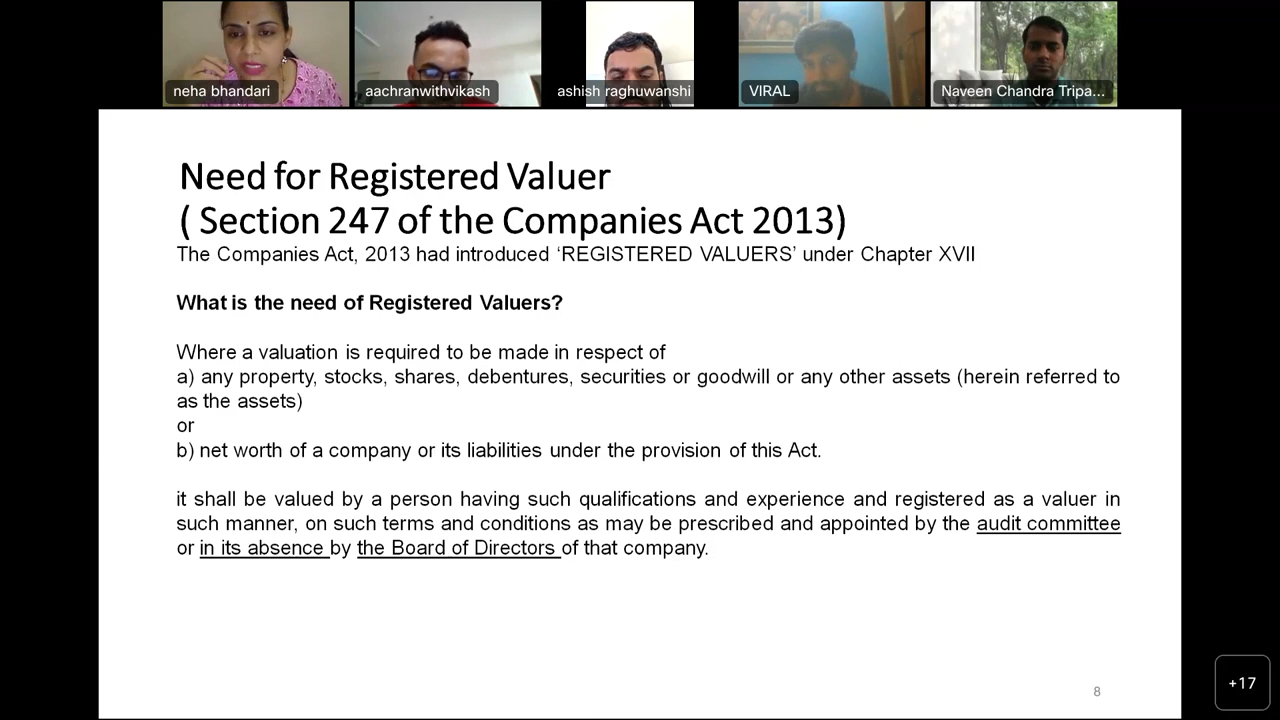 neha bhandari
aachranwithvikash
ashish raghuwanshi
VIRAL
Naveen Chandra Tripa...
Need for Registered Valuer
( Section 247 of the Companies Act 2013)
The Companies Act, 2013 had introduced ‘REGISTERED VALUERS’ under Chapter XVII
What is the need of Registered Valuers?
Where a valuation is required to be made in respect of
a) any property, stocks, shares, debentures, securities or goodwill or any other assets (herein referred to
as the assets)
or
b) net worth of a company or its liabilities under the provision of this Act.
it shall be valued by a person having such qualifications and experience and registered as a valuer in
such manner, on such terms and conditions as may be prescribed and appointed by the audit committee
or in its absence by the Board of Directors of that company.
8
+17